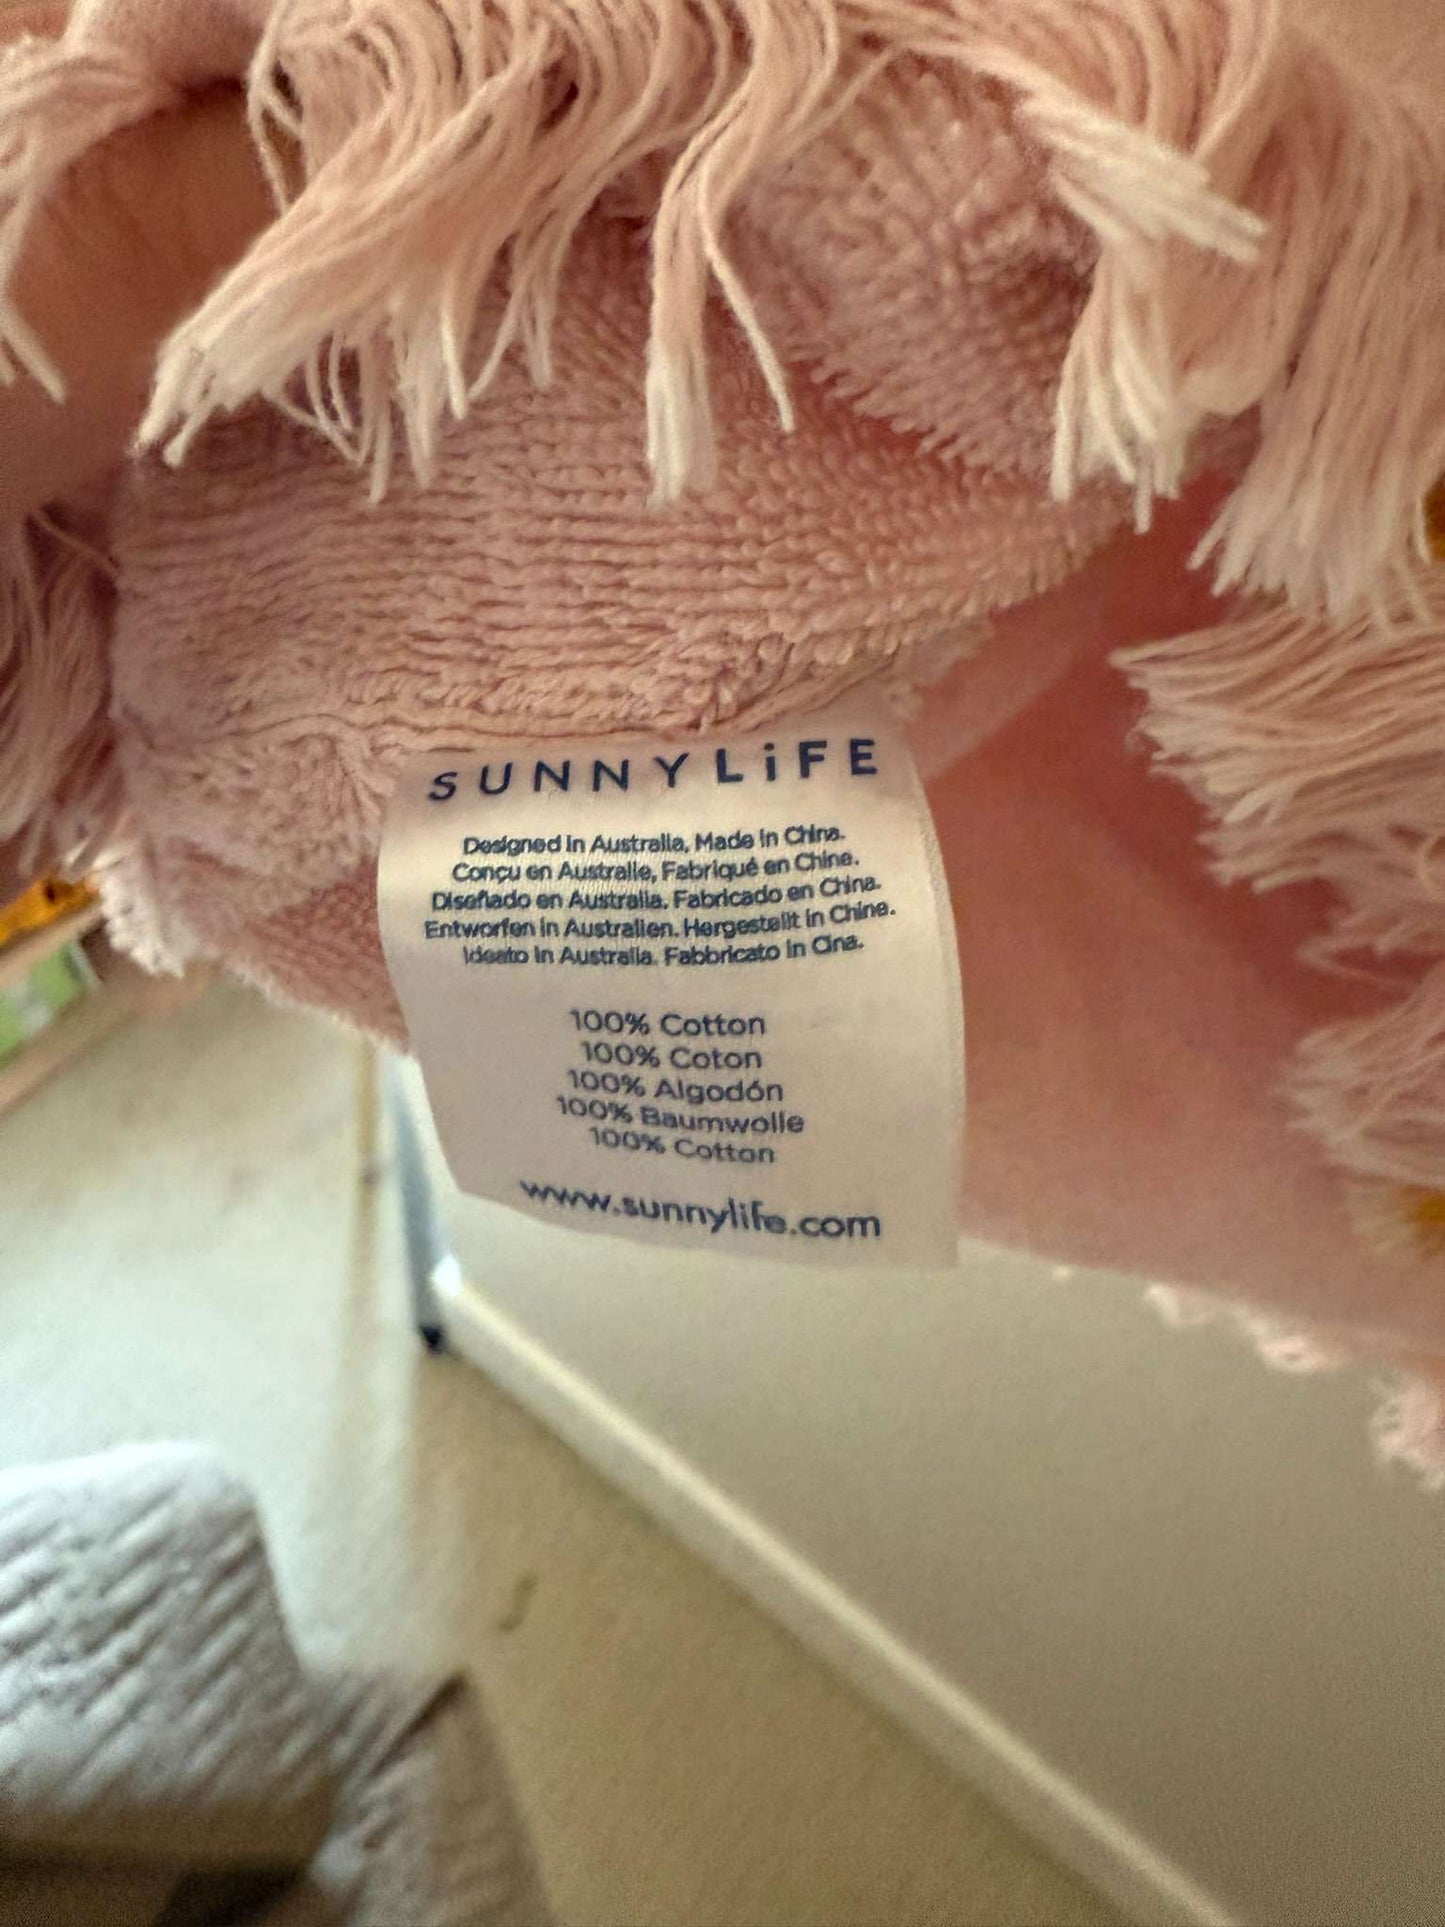 SUNNYLiFE
Designed in Australia, Made in China.
Conçu en Australie, Fabriqué en Chine.
Diseñado en Australia. Fabricado en China.
Entworfen in Australien. Hergestellt in China.
Ideato in Australia. Fabbricato in Cina.
100% Cotton
100% Coton
100% Algodón
100% Baumwolle
100% Cotton
www.sunnylife.com